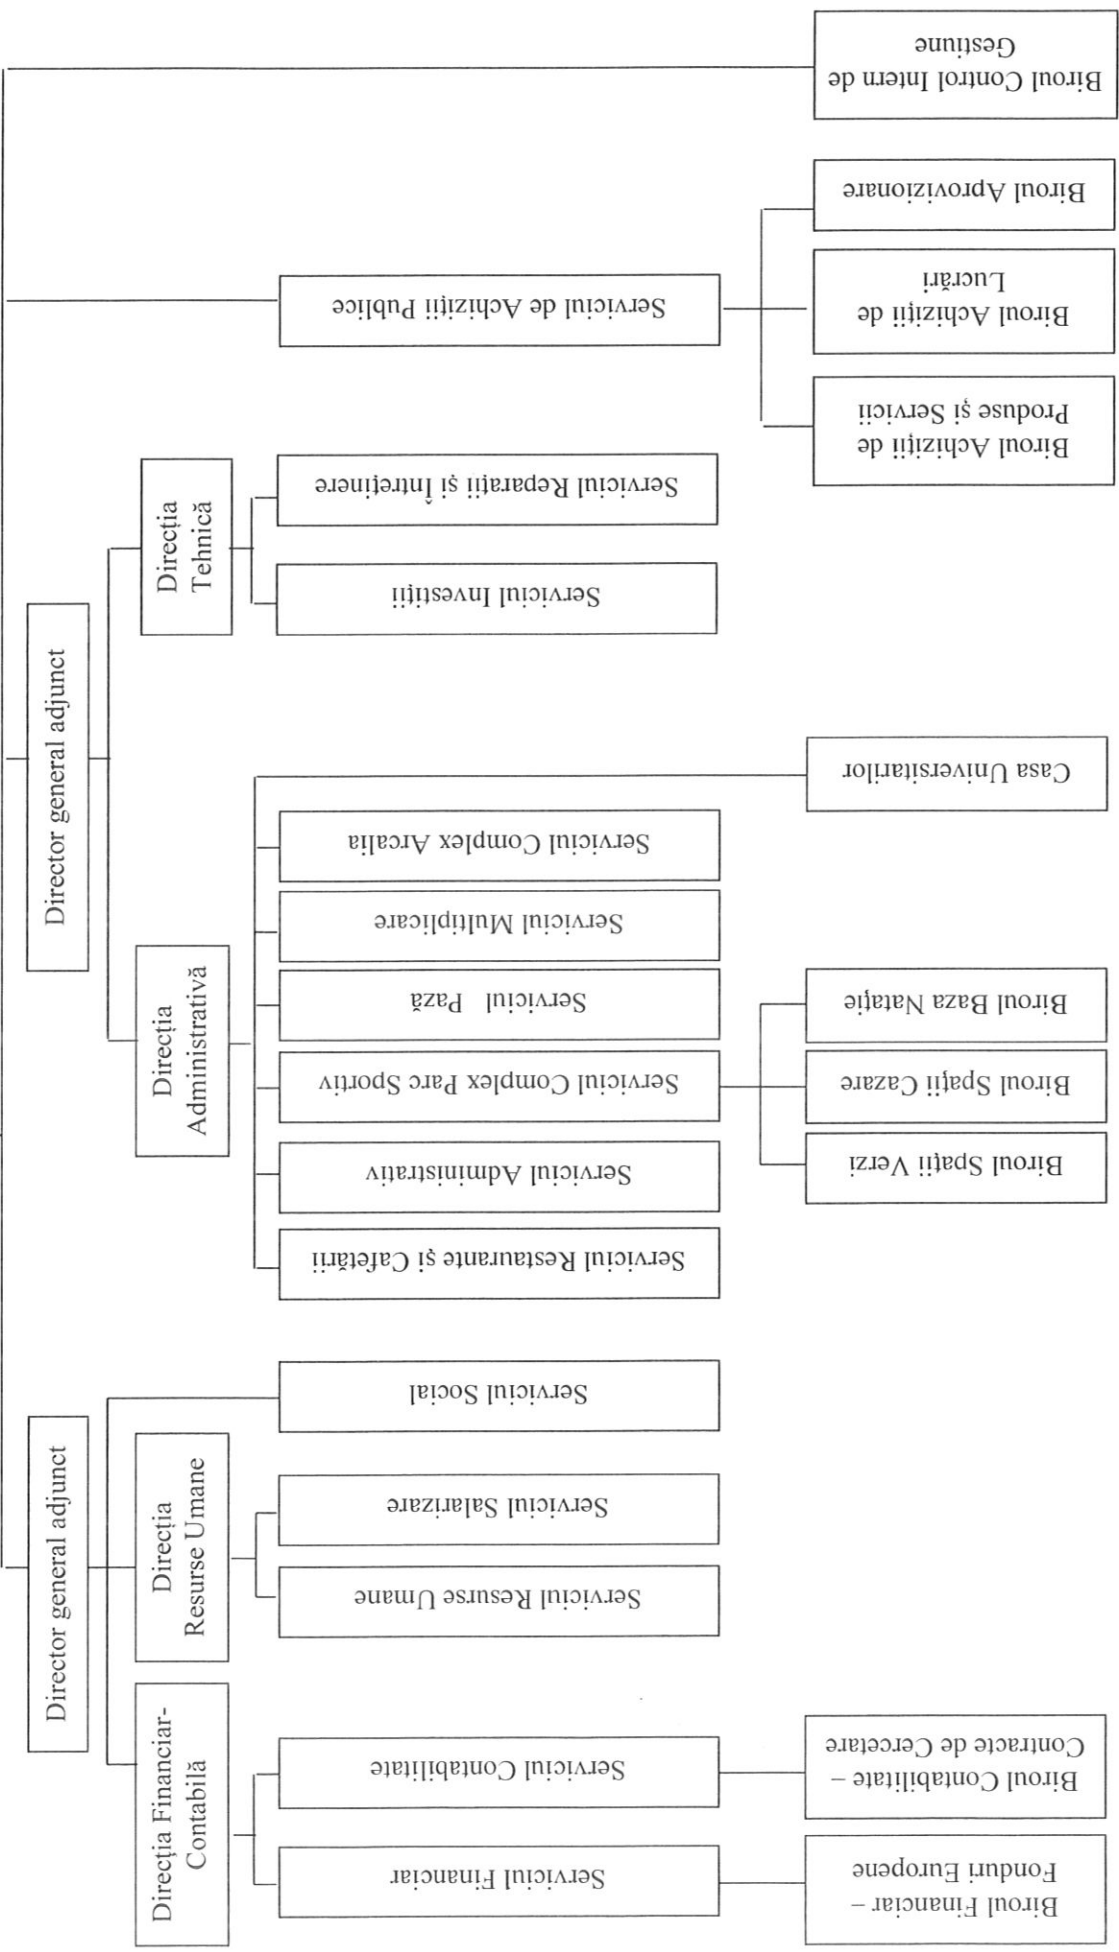 Director general adjunct
Direcția Financiar-
Contabilă
Serviciul Financiar
Biroul Financiar –
Fonduri Europene
Serviciul Contabilitate
Biroul Contabilitate –
Contracte de Cercetare
Direcția
Resurse Umane
Serviciul Resurse Umane
Serviciul Salarizare
Serviciul Social
Director general adjunct
Direcția
Administrativă
Serviciul Restaurante și Cafetării
Serviciul Administrativ
Serviciul Complex Parc Sportiv
Biroul Spații Verzi
Biroul Spații Cazare
Biroul Baza Natație
Serviciul Pază
Serviciul Multiplicare
Serviciul Complex Arcalia
Casa Universitarilor
Direcția
Tehnică
Serviciul Investiții
Serviciul Reparații și Întreținere
Serviciul de Achiziții Publice
Biroul Achiziții de
Produse și Servicii
Biroul Achiziții de
Lucrări
Biroul Aprovizionare
Biroul Control Intern de
Gestiune